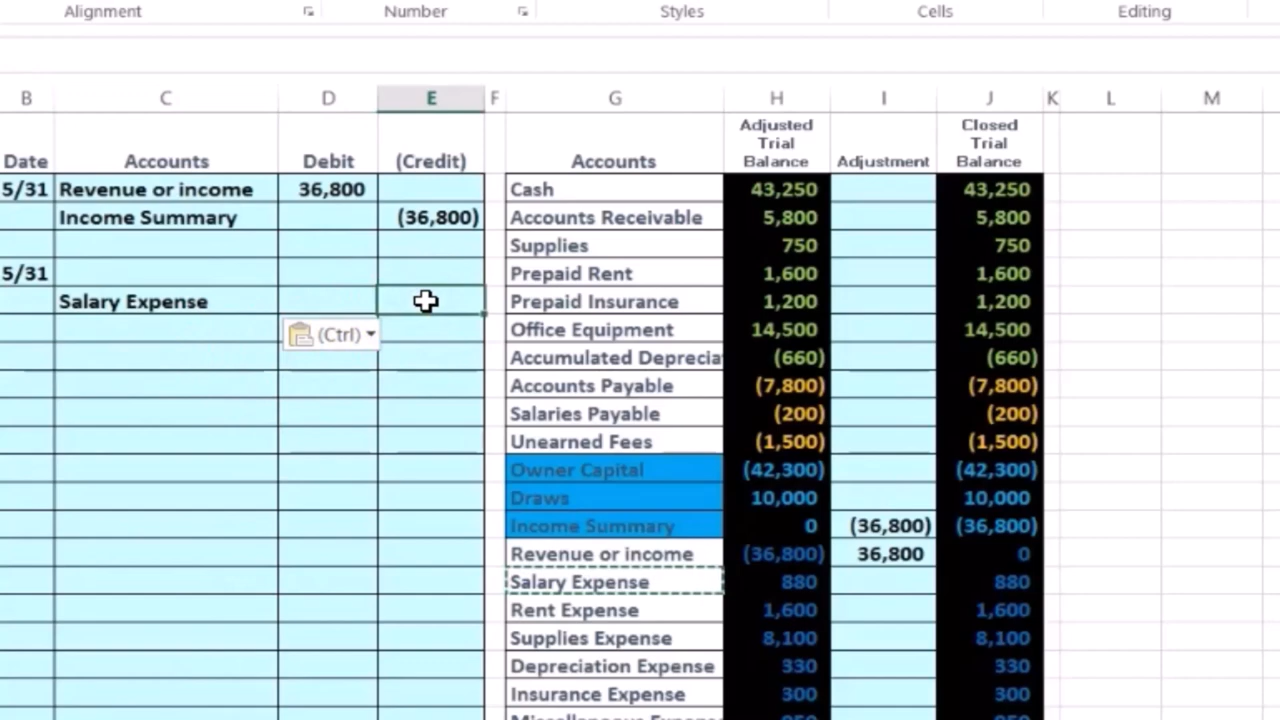 Alignment Number Styles Cells Editing
B C D E F G H I J K L M
Adjusted Closed
Trial Trial
Date Accounts Debit (Credit) Accounts Balance Adjustment Balance
5/31 Revenue or income 36,800 Cash 43,250 43,250
Income Summary (36,800) Accounts Receivable 5,800 5,800
Supplies 750 750
5/31 Prepaid Rent 1,600 1,600
Salary Expense Prepaid Insurance 1,200 1,200
(Ctrl) Office Equipment 14,500 14,500
Accumulated Deprecia (660) (660)
Accounts Payable (7,800) (7,800)
Salaries Payable (200) (200)
Unearned Fees (1,500) (1,500)
Owner Capital (42,300) (42,300)
Draws 10,000 10,000
Income Summary 0 (36,800) (36,800)
Revenue or income (36,800) 36,800 0
Salary Expense 880 880
Rent Expense 1,600 1,600
Supplies Expense 8,100 8,100
Depreciation Expense 330 330
Insurance Expense 300 300